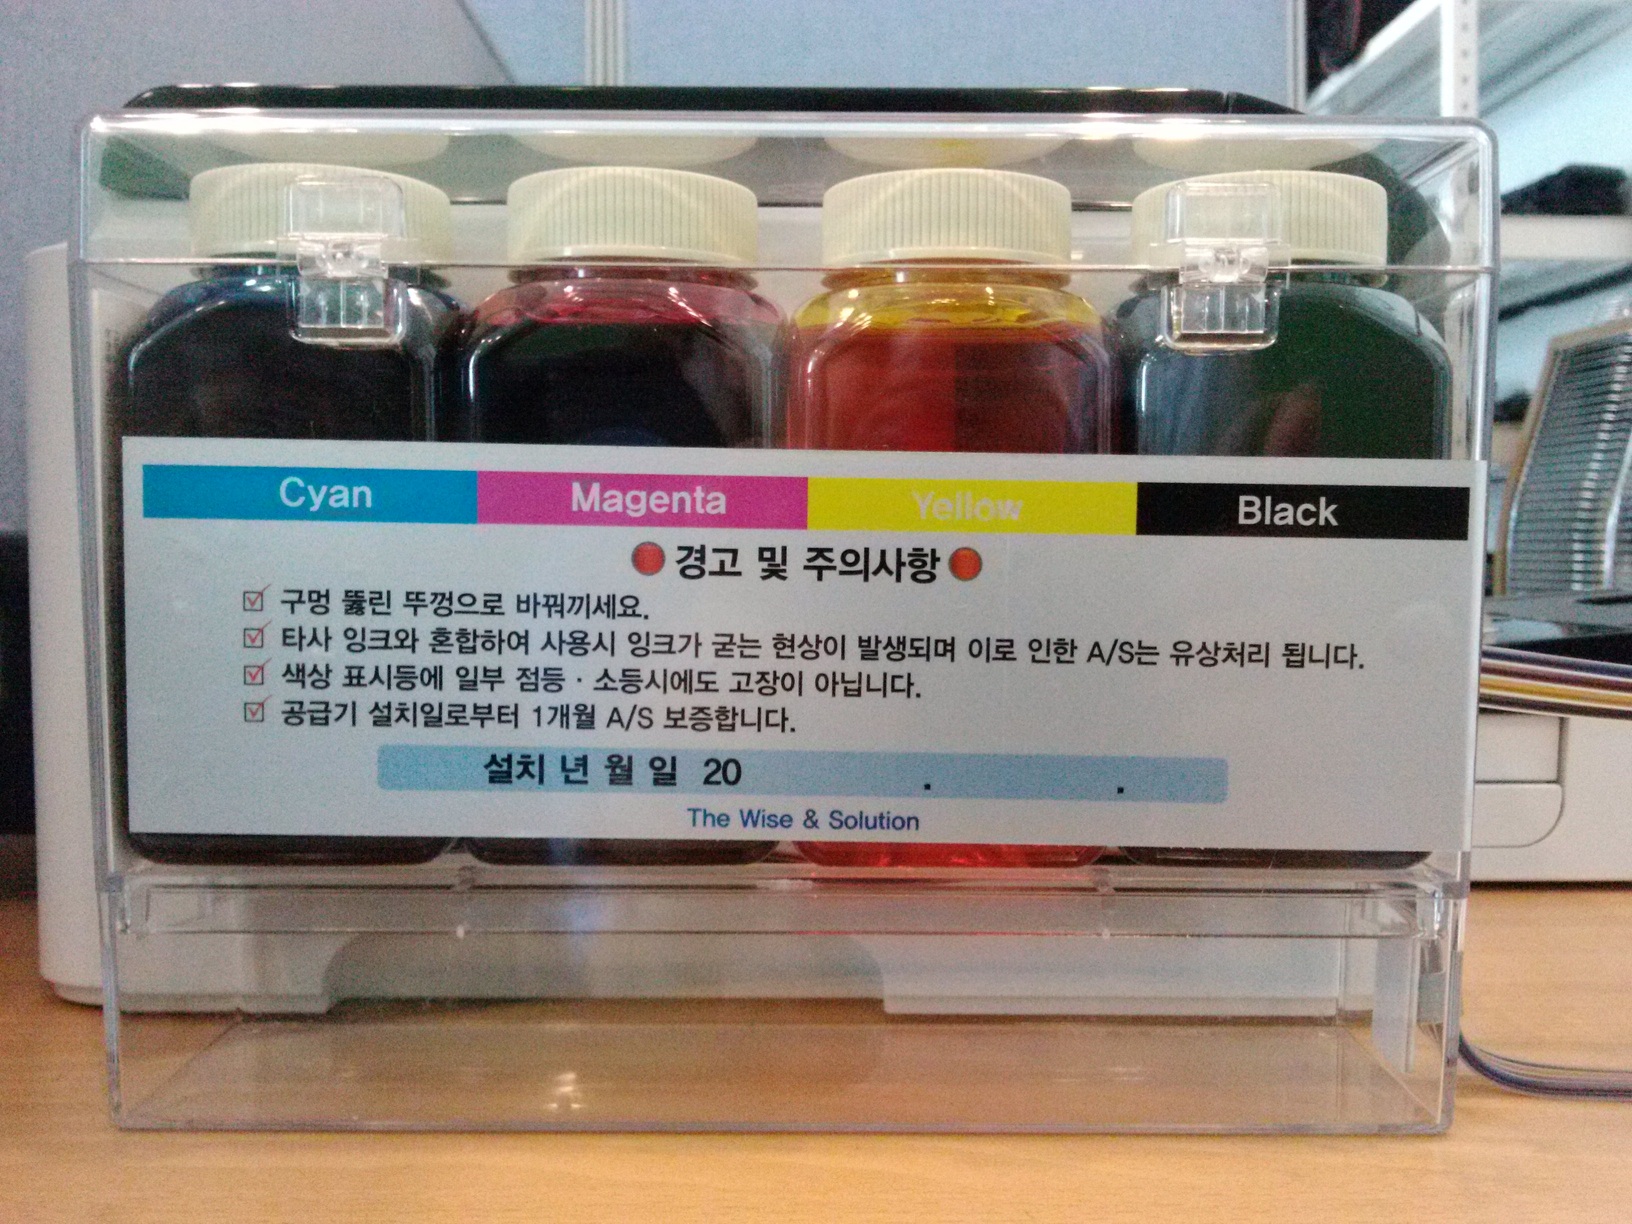 Cyan Magenta Yellow Black
경고 및 주의사항
구멍 뚫린 뚜껑으로 바꿔끼세요.
타사 잉크와 혼합하여 사용시 잉크가 굳는 현상이 발생되며 이로 인한 A/S는 유상처리 됩니다.
색상 표시등에 일부 점등 · 소등시에도 고장이 아닙니다.
공급기 설치일로부터 1개월 A/S 보증합니다.
설치 년 월 일 20 . .
The Wise & Solution